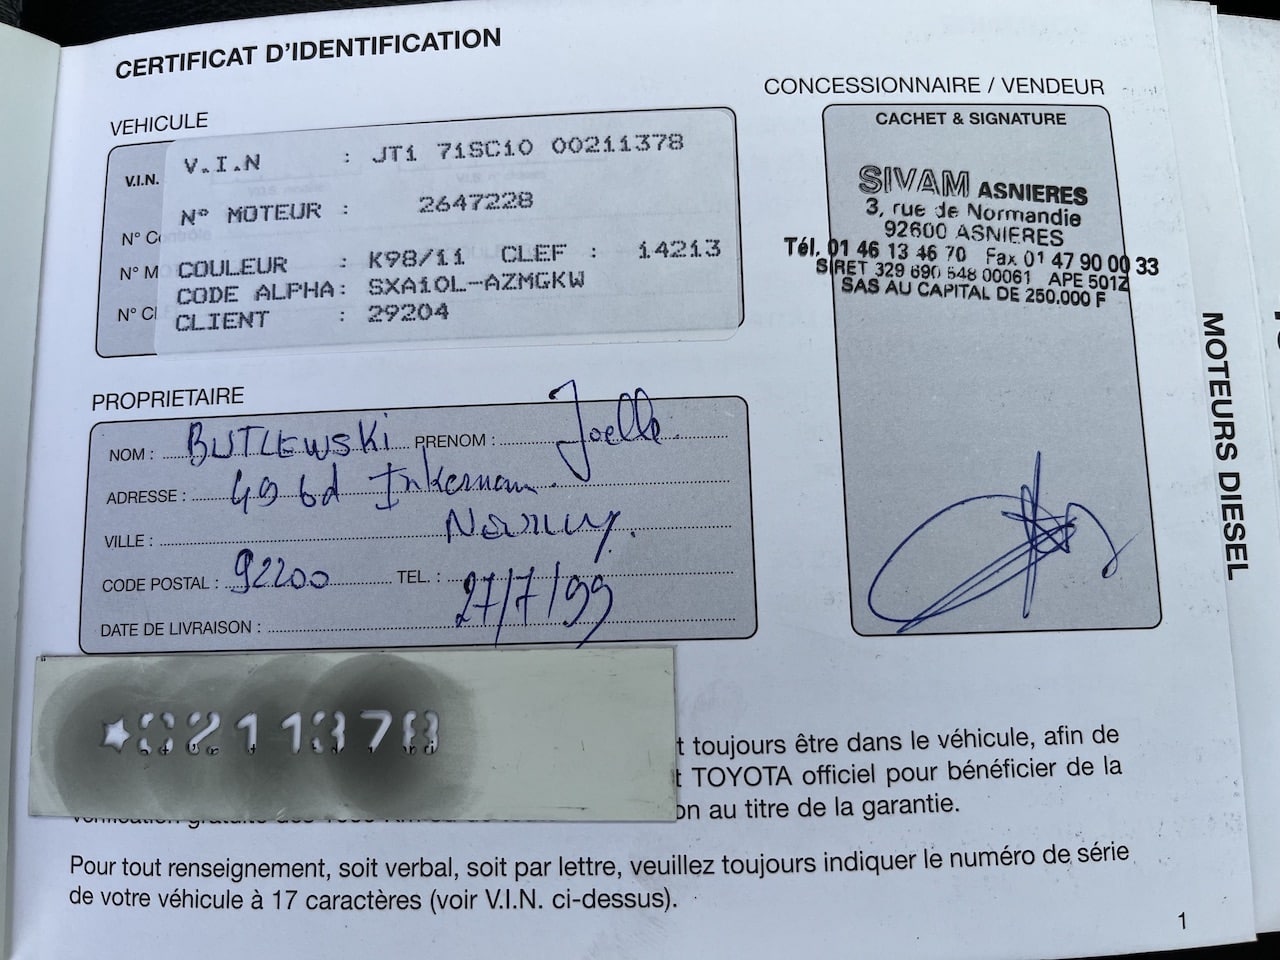 CERTIFICAT D'IDENTIFICATION
VEHICULE
V.I.N.
V.I.N : JT1 71SC10 00211378
N° MOTEUR : 2647228
N° C
N° M
COULEUR : K98/11 CLEF : 14213
CODE ALPHA: SXA10L-AZMGKW
N° Cl
CLIENT : 29204
CONCESSIONNAIRE / VENDEUR
CACHET & SIGNATURE
SIVAM ASNIERES
3, rue de Normandie
92600 ASNIERES
Tél. 01 46 13 46 70 Fax 01 47 90 00 33
SIRET 329 690 548 00061 APE 501Z
SAS AU CAPITAL DE 250.000 F
PROPRIETAIRE
NOM : BUTLEWSKI PRENOM : Joelle
ADRESSE : 49 bd Inkerman
VILLE :
CODE POSTAL : 92200 TEL. :
27/7/99
DATE DE LIVRAISON :
0211378
t toujours être dans le véhicule, afin de
t TOYOTA officiel pour bénéficier de la
on au titre de la garantie.
Pour tout renseignement, soit verbal, soit par lettre, veuillez toujours indiquer le numéro de série
de votre véhicule à 17 caractères (voir V.I.N. ci-dessus).
1
MOTEURS DIESEL